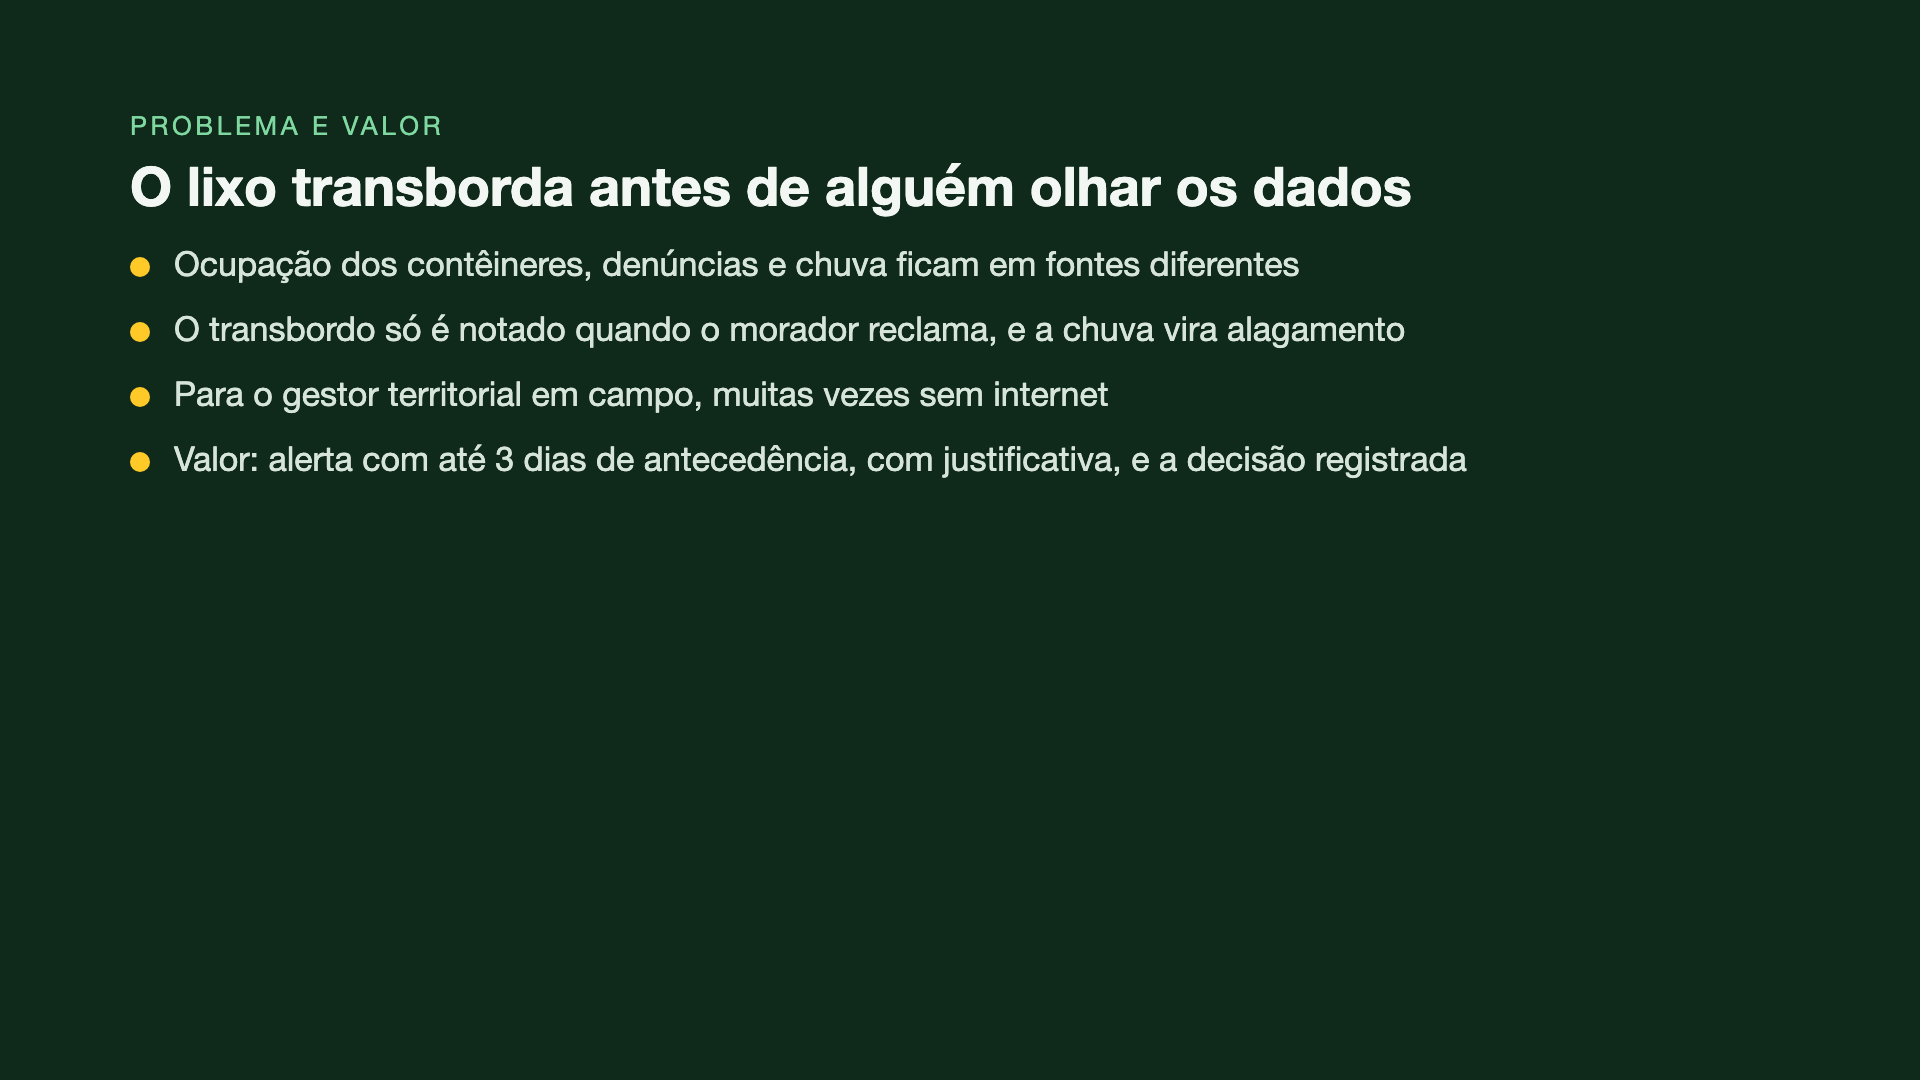 PROBLEMA E VALOR
O lixo transborda antes de alguém olhar os dados
Ocupação dos contêineres, denúncias e chuva ficam em fontes diferentes
O transbordo só é notado quando o morador reclama, e a chuva vira alagamento
Para o gestor territorial em campo, muitas vezes sem internet
Valor: alerta com até 3 dias de antecedência, com justificativa, e a decisão registrada